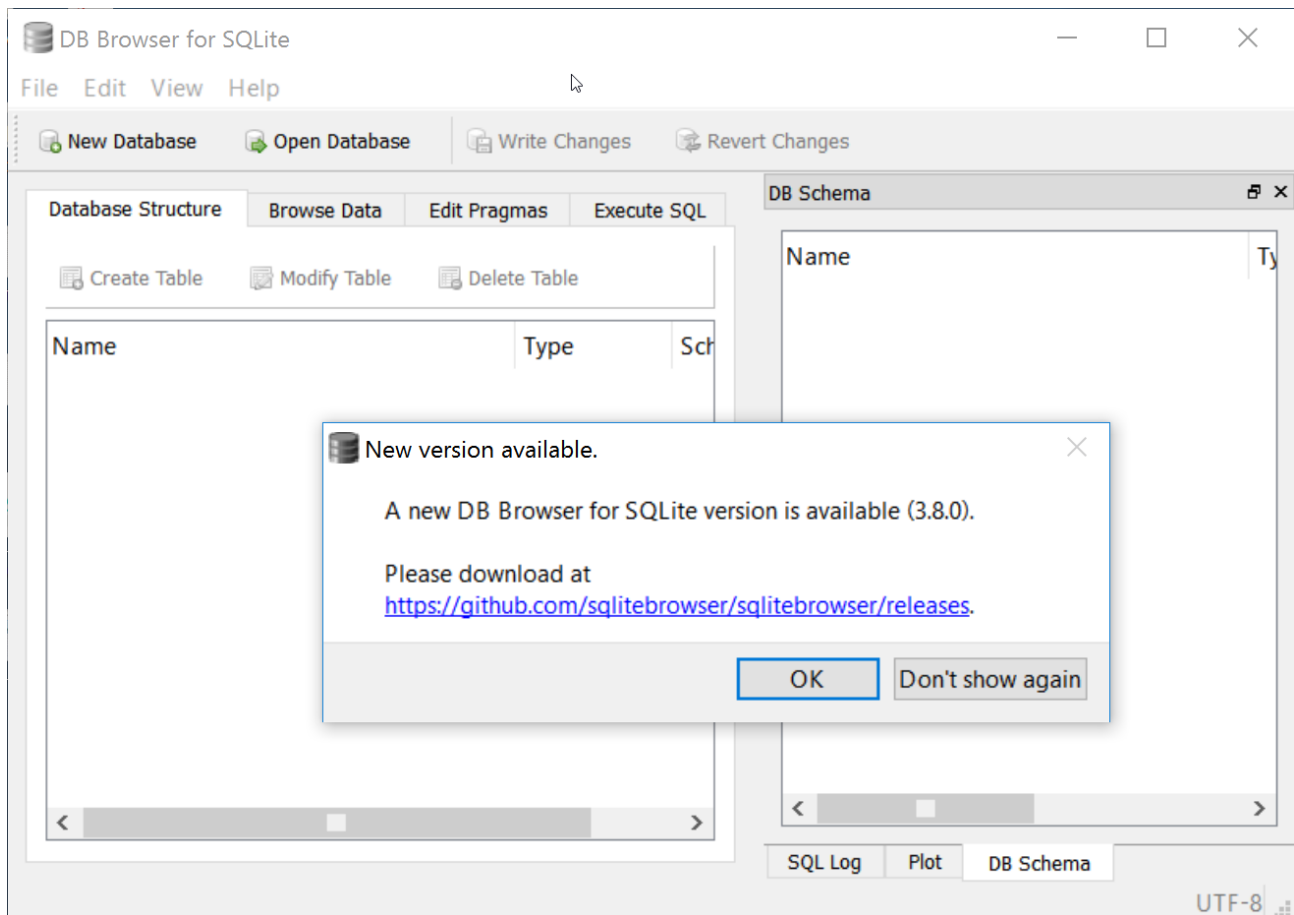 DB Browser for SQLite
File Edit View Help
New Database Open Database Write Changes Revert Changes
Database Structure Browse Data Edit Pragmas Execute SQL
Create Table Modify Table Delete Table
Name Type Sch
DB Schema
Name Ty
New version available.
A new DB Browser for SQLite version is available (3.8.0).
Please download at
https://github.com/sqlitebrowser/sqlitebrowser/releases.
OK Don't show again
SQL Log Plot DB Schema
UTF-8